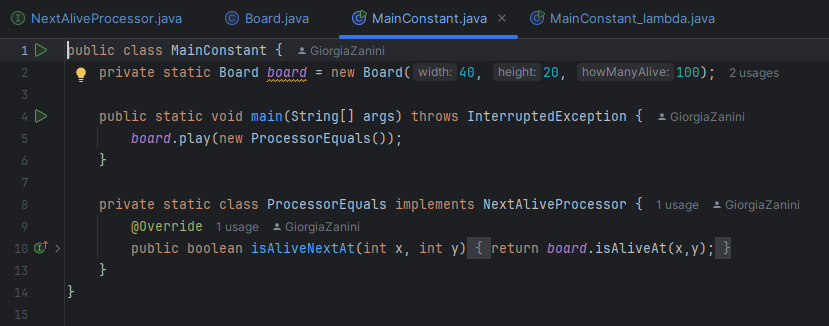 NextAliveProcessor.java Board.java MainConstant.java MainConstant_lambda.java
1 public class MainConstant { GiorgiaZanini
2 private static Board board = new Board( width: 40, height: 20, howManyAlive: 100); 2 usages
3
4 public static void main(String[] args) throws InterruptedException { GiorgiaZanini
5 board.play(new ProcessorEquals());
6 }
7
8 private static class ProcessorEquals implements NextAliveProcessor { 1 usage GiorgiaZanini
9 @Override 1 usage GiorgiaZanini
10 public boolean isAliveNextAt(int x, int y) { return board.isAliveAt(x,y); }
13 }
14 }
15